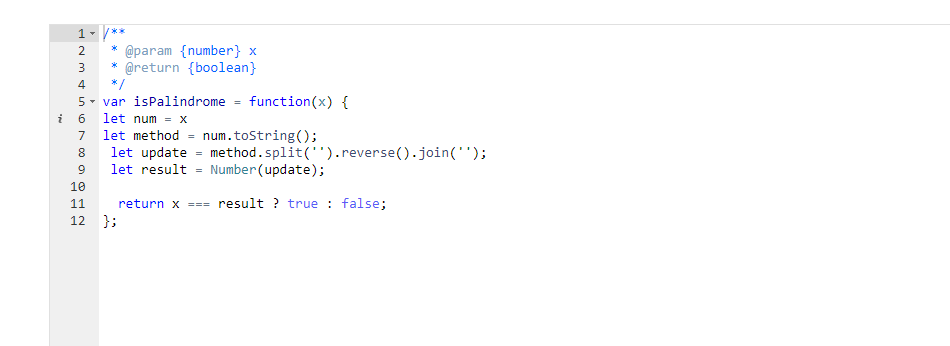 1 /**
2 * @param {number} x
3 * @return {boolean}
4 */
5 var isPalindrome = function(x) {
i 6 let num = x
7 let method = num.toString();
8 let update = method.split('').reverse().join('');
9 let result = Number(update);
10
11 return x === result ? true : false;
12 };